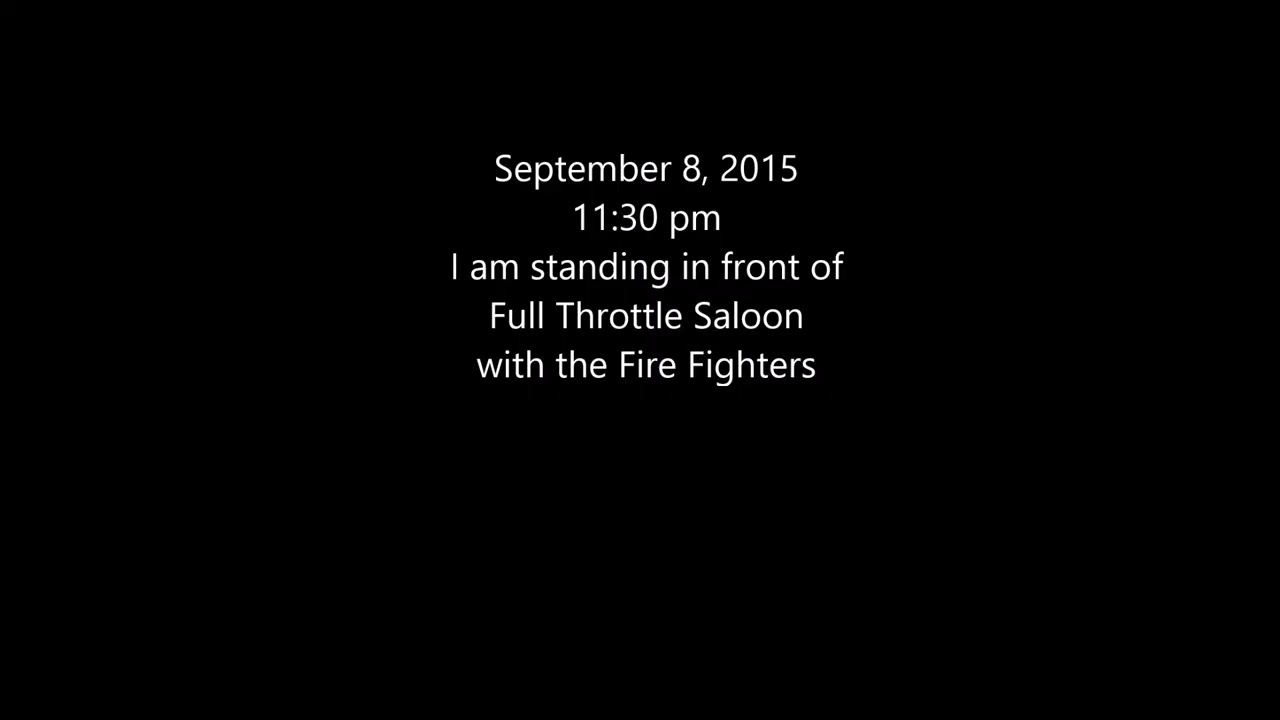 September 8, 2015
11:30 pm
I am standing in front of
Full Throttle Saloon
with the Fire Fighters